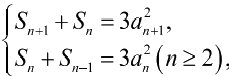 S_{n+1} + S_n = 3a_{n+1}^2,
S_n + S_{n-1} = 3a_n^2 (n ≥ 2),